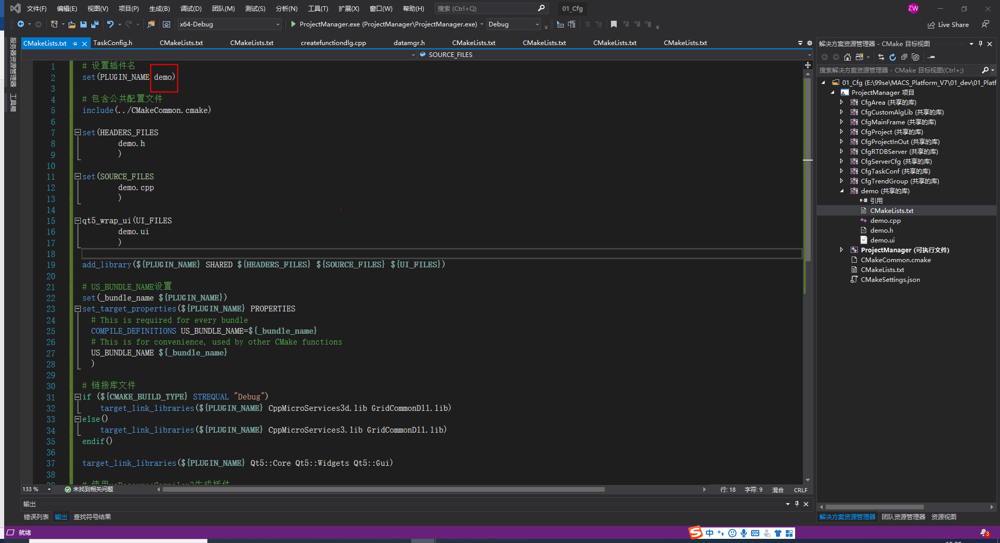 文件(F) 编辑(E) 视图(V) 项目(P) 生成(B) 调试(D) 团队(M) 测试(S) 分析(N) 工具(T) 扩展(X) 窗口(W) 帮助(H) 搜索 (Ctrl+Q) 01_Cfg ZW
x64-Debug ProjectManager.exe (ProjectManager\ProjectManager.exe) Debug Live Share
服务器资源管理器
工具箱
CMakeLists.txt TaskConfig.h CMakeLists.txt CMakeLists.txt createfunctiondlg.cpp datamgr.h CMakeLists.txt CMakeLists.txt CMakeLists.txt CMakeLists.txt
SOURCE_FILES
1 # 设置插件名
2 set(PLUGIN_NAME demo)
3
4 # 包含公共配置文件
5 include(../CMakeCommon.cmake)
6
7 set(HEADERS_FILES
8 demo.h
9 )
10
11 set(SOURCE_FILES
12 demo.cpp
13 )
14
15 qt5_wrap_ui(UI_FILES
16 demo.ui
17 )
18
19 add_library(${PLUGIN_NAME} SHARED ${HEADERS_FILES} ${SOURCE_FILES} ${UI_FILES})
20
21 # US_BUNDLE_NAME设置
22 set(_bundle_name ${PLUGIN_NAME})
23 set_target_properties(${PLUGIN_NAME} PROPERTIES
24 # This is required for every bundle
25 COMPILE_DEFINITIONS US_BUNDLE_NAME=${_bundle_name}
26 # This is for convenience, used by other CMake functions
27 US_BUNDLE_NAME ${_bundle_name}
28 )
29
30 # 链接库文件
31 if (${CMAKE_BUILD_TYPE} STREQUAL "Debug")
32 target_link_libraries(${PLUGIN_NAME} CppMicroServices3d.lib GridCommonDll.lib)
33 else()
34 target_link_libraries(${PLUGIN_NAME} CppMicroServices3.lib GridCommonDll.lib)
35 endif()
36
37 target_link_libraries(${PLUGIN_NAME} Qt5::Core Qt5::Widgets Qt5::Gui)
38
133 % 未找到相关问题 行: 18 字符: 9 混合 CRLF
输出
错误列表 输出 查找符号结果
解决方案资源管理器 - CMake 目标视图
搜索解决方案资源管理器 - CMake 目标视图(Ctrl+;)
01_Cfg (E:\99se\MACS_Platform_V7\01_dev\01_Platf
ProjectManager 项目
CfgArea (共享的库)
CfgCustomAlgLib (共享的库)
CfgMainFrame (共享的库)
CfgProject (共享的库)
CfgProjectInOut (共享的库)
CfgRTDBServer (共享的库)
CfgServerCfg (共享的库)
CfgTaskConf (共享的库)
CfgTrendGroup (共享的库)
demo (共享的库)
引用
CMakeLists.txt
demo.cpp
demo.h
demo.ui
ProjectManager (可执行文件)
CMakeCommon.cmake
CMakeLists.txt
CMakeSettings.json
解决方案资源管理器 团队资源管理器 资源视图
就绪 中 3